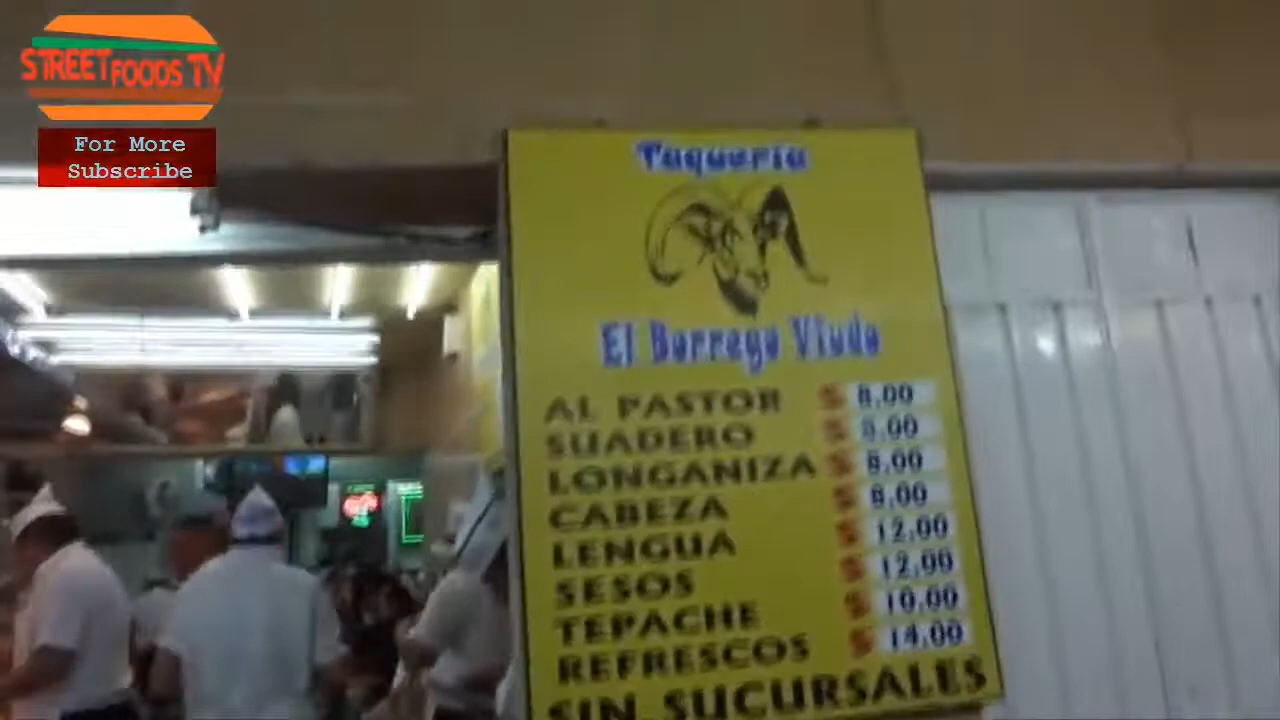 STREET FOODS TV
For More
Subscribe
Taqueria
El Borrego Viudo
AL PASTOR $ 8.00
SUADERO $ 8.00
LONGANIZA $ 8.00
CABEZA $ 8.00
LENGUA $ 12.00
SESOS $ 12.00
TEPACHE $ 10.00
REFRESCOS $ 14.00
SIN SUCURSALES